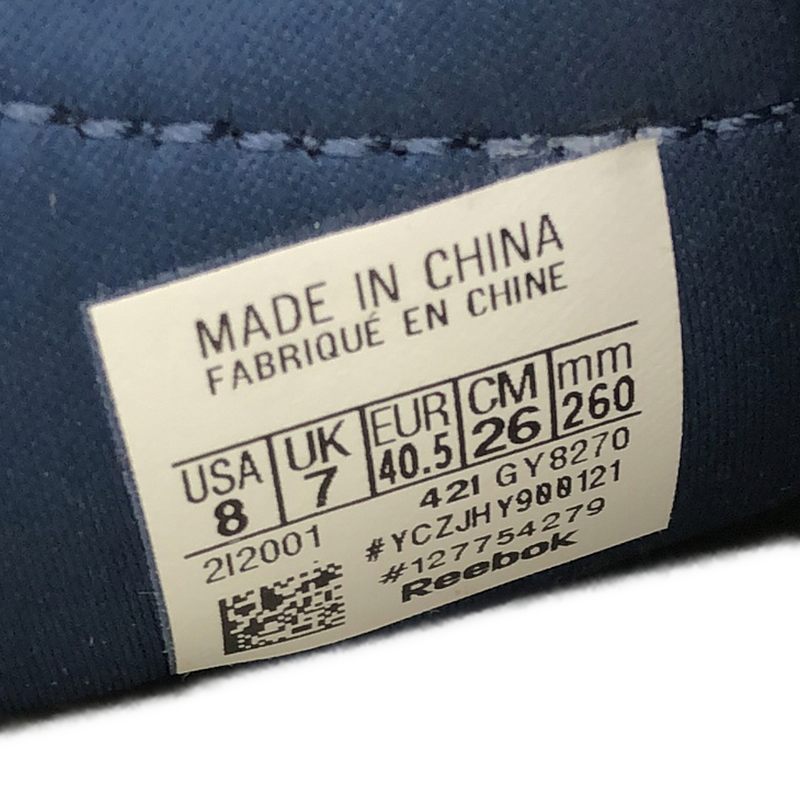 MADE IN CHINA
FABRIQUÉ EN CHINE
USA UK EUR CM mm
8 7 40.5 26 260
421 GY8270
2I2001 #YCZJHY900121
#127754279
Reebok